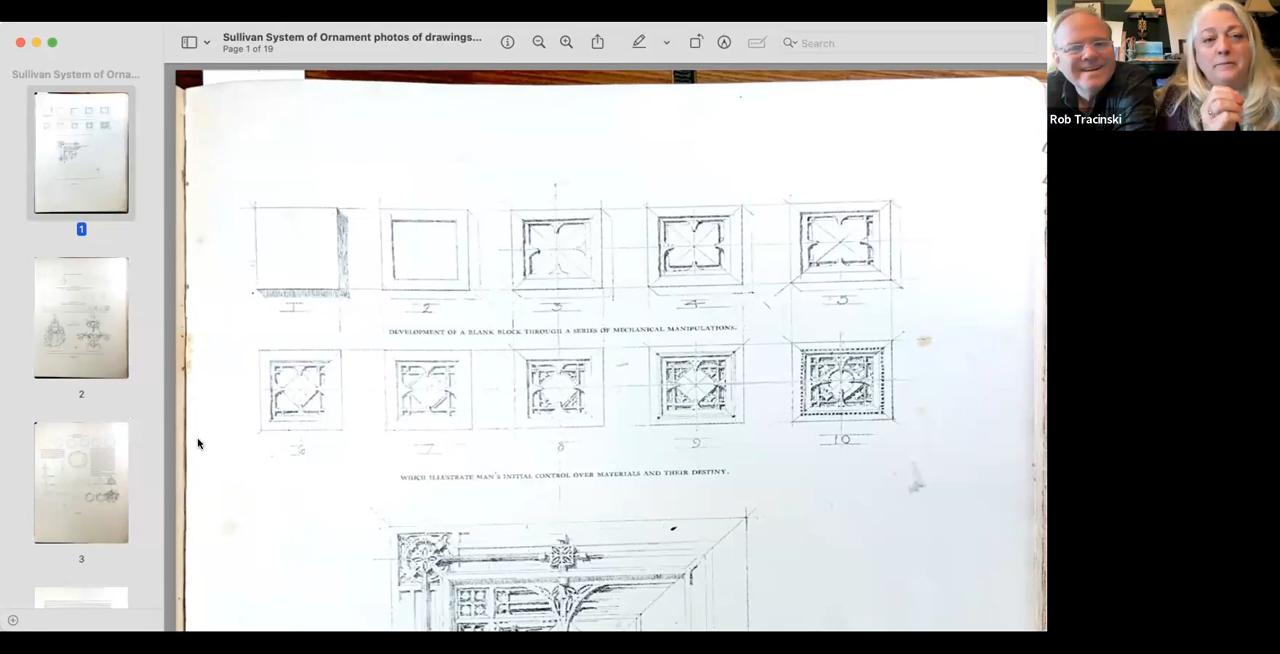 Sullivan System of Ornament photos of drawings...
Page 1 of 19
Search
Sullivan System of Orna...
1
2
3
Rob Tracinski
1
2
3
4
5
DEVELOPMENT OF A BLANK BLOCK THROUGH A SERIES OF MECHANICAL MANIPULATIONS.
6
7
8
9
10
WHICH ILLUSTRATE MAN'S INITIAL CONTROL OVER MATERIALS AND THEIR DESTINY.